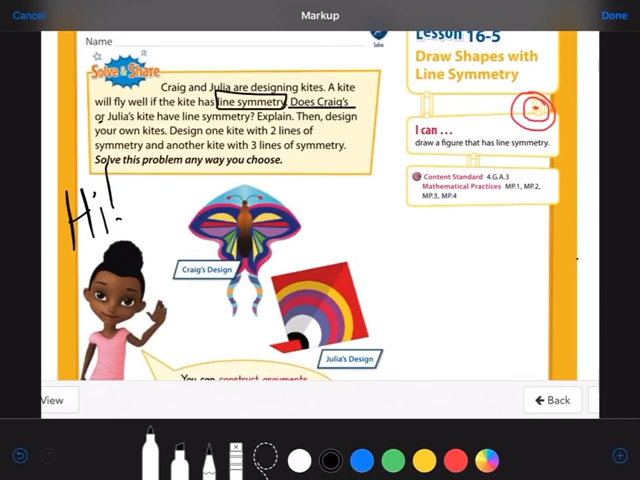 Cancel
Markup
Done
Name
Solve
Lesson 16-5
Draw Shapes with
Line Symmetry
Solve & Share
Craig and Julia are designing kites. A kite
will fly well if the kite has line symmetry. Does Craig's
or Julia's kite have line symmetry? Explain. Then, design
your own kites. Design one kite with 2 lines of
symmetry and another kite with 3 lines of symmetry.
Solve this problem any way you choose.
I can …
draw a figure that has line symmetry.
Content Standard 4.G.A.3
Mathematical Practices MP.1, MP.2,
MP.3, MP.4
Hi!
Craig's Design
Julia's Design
You can construct arguments
View
Back